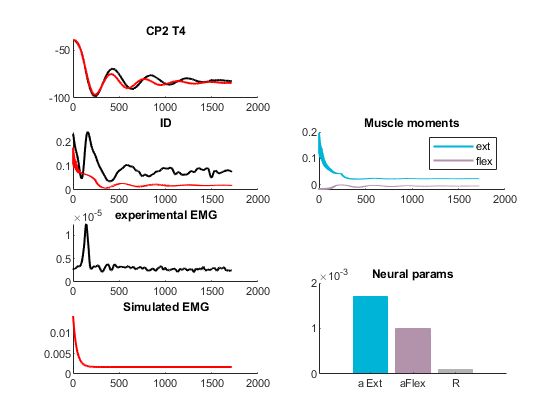 CP2 T4
-50
-100
0 500 1000 1500 2000
ID
0.2
0.1
0
0 500 1000 1500 2000
experimental EMG
×10-5
1
0.5
0
0 500 1000 1500 2000
Simulated EMG
0.01
0.005
0
0 500 1000 1500 2000
Muscle moments
0.2
0.1
0
ext
flex
0 500 1000 1500 2000
Neural params
×10-3
2
1
0
a Ext aFlex R